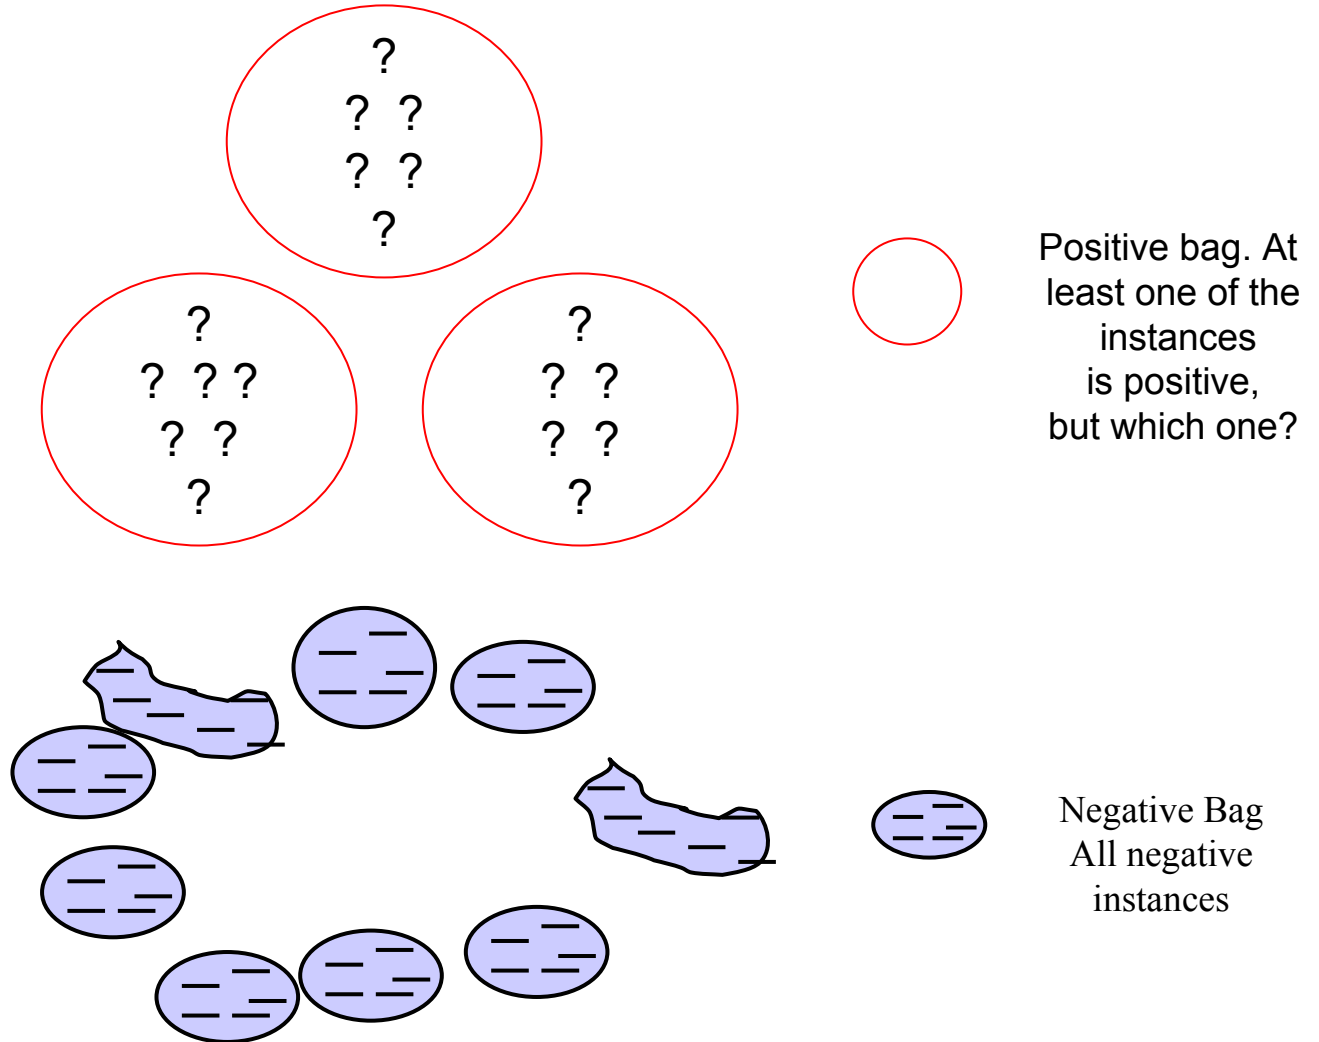 ?
? ?
? ?
?
?
? ? ?
? ?
?
?
? ?
? ?
?
Positive bag. At
least one of the
instances
is positive,
but which one?
Negative Bag
All negative
instances